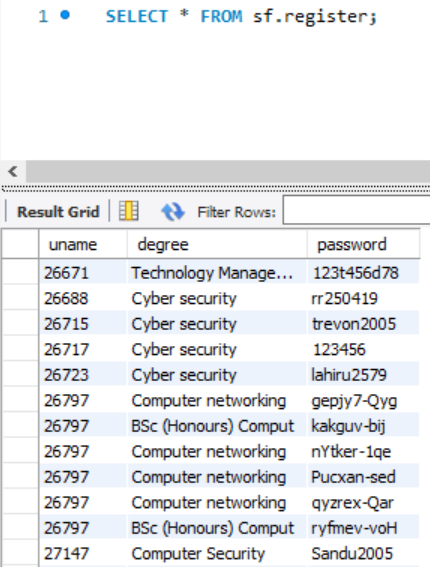 1 SELECT * FROM sf.register;
Result Grid Filter Rows:
uname degree password
26671 Technology Manage... 123t456d78
26688 Cyber security rr250419
26715 Cyber security trevon2005
26717 Cyber security 123456
26723 Cyber security lahiru2579
26797 Computer networking gepjy7-Qyg
26797 BSc (Honours) Comput kakguv-bij
26797 Computer networking nYtker-1qe
26797 Computer networking Pucxan-sed
26797 Computer networking qyzrex-Qar
26797 BSc (Honours) Comput ryfmev-voH
27147 Computer Security Sandu2005